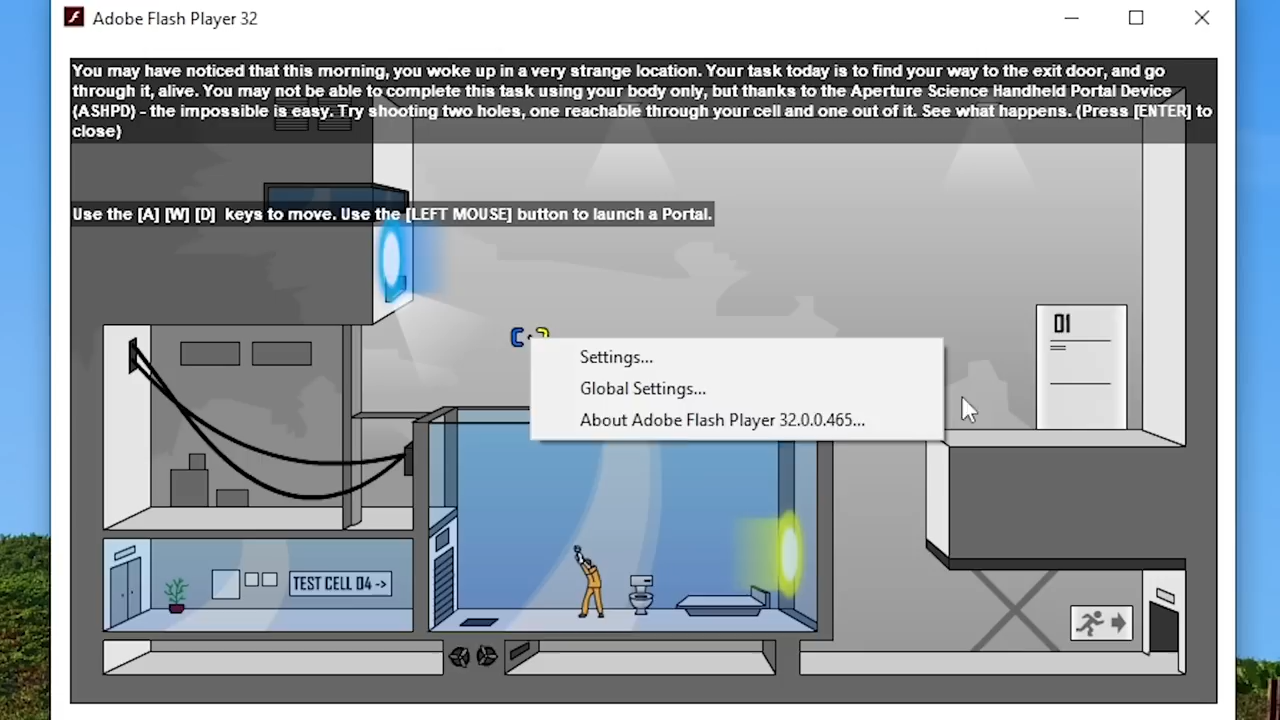 Adobe Flash Player 32
You may have noticed that this morning, you woke up in a very strange location. Your task today is to find your way to the exit door, and go
through it, alive. You may not be able to complete this task using your body only, but thanks to the Aperture Science Handheld Portal Device
(ASHPD) - the impossible is easy. Try shooting two holes, one reachable through your cell and one out of it. See what happens. (Press [ENTER] to
close)
Use the [A] [W] [D] keys to move. Use the [LEFT MOUSE] button to launch a Portal.
01
Settings...
Global Settings...
About Adobe Flash Player 32.0.0.465...
TEST CELL 04 ->